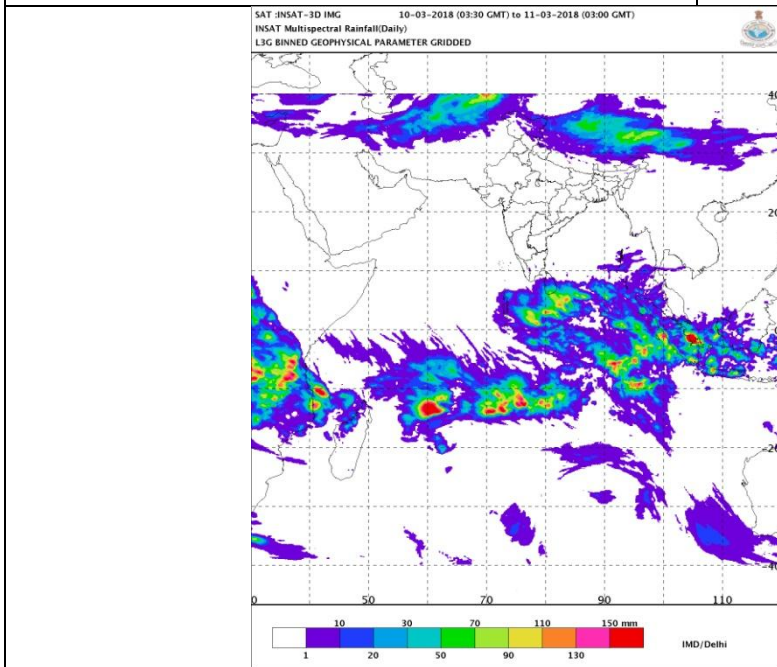 SAT :INSAT-3D IMG 10-03-2018 (03:30 GMT) to 11-03-2018 (03:00 GMT)
INSAT Multispectral Rainfall(Daily)
L3G BINNED GEOPHYSICAL PARAMETER GRIDDED
40
20
0
-20
-40
0 50 70 90 110
10 30 70 110 150 mm
1 20 50 90 130
IMD/Delhi